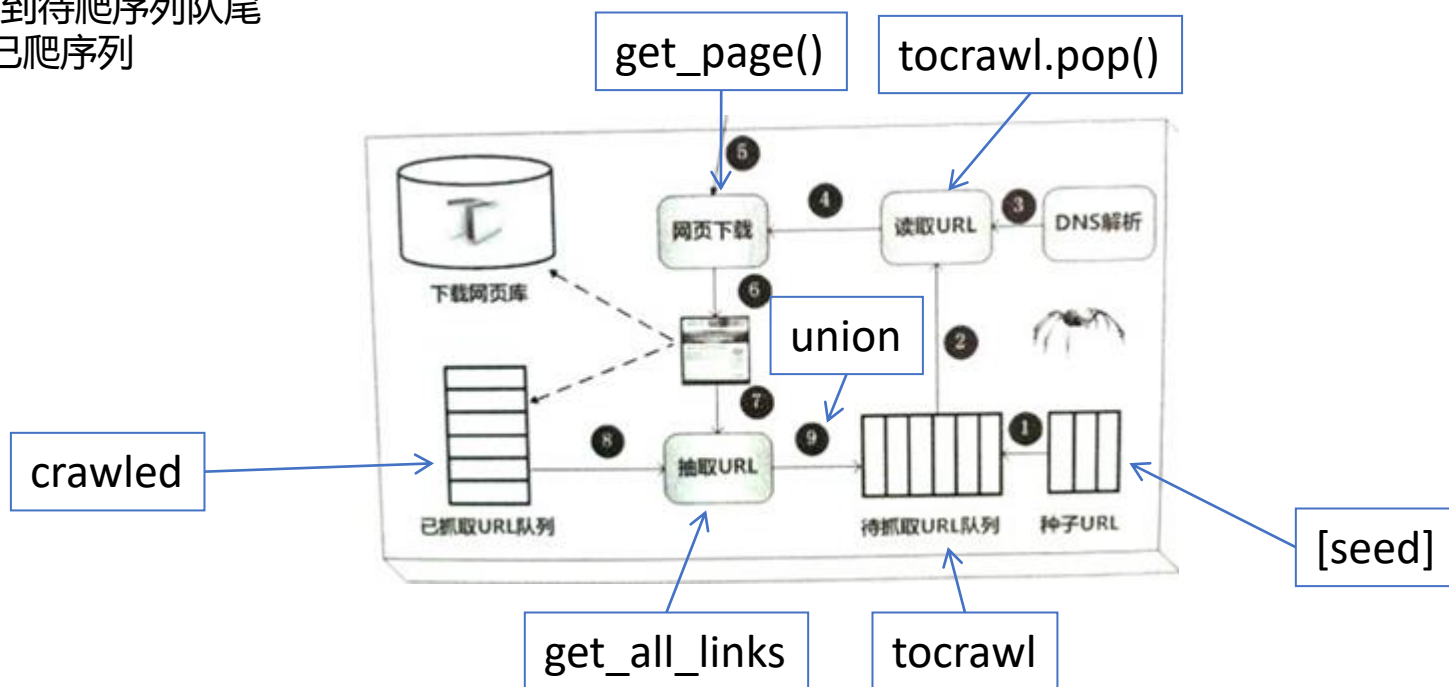 到待爬序列队尾
已爬序列
get_page()
tocrawl.pop()
5
4
3
网页下载
读取URL
DNS解析
下载网页库
6
union
2
7
crawled
8
9
1
抽取URL
已抓取URL队列
待抓取URL队列
种子URL
[seed]
get_all_links
tocrawl